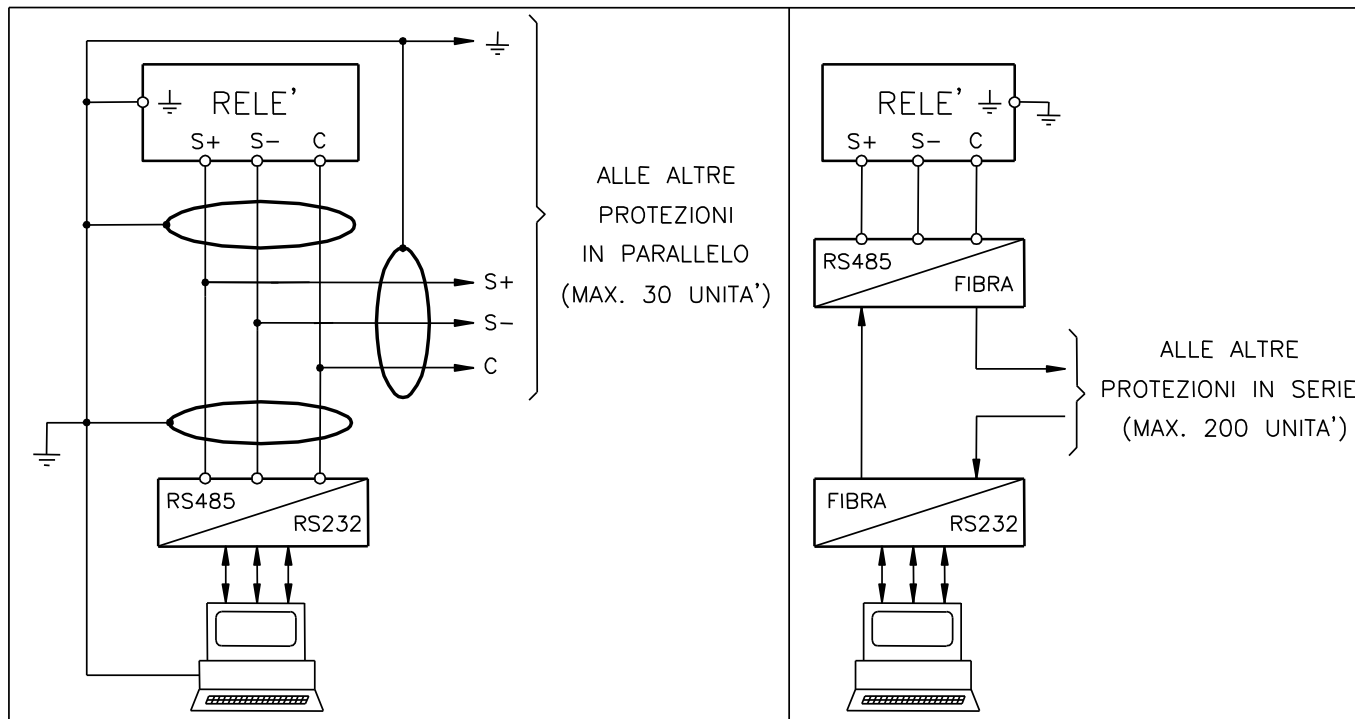 RELE'
S+ S- C
ALLE ALTRE
PROTEZIONI
IN PARALLELO
(MAX. 30 UNITA')
S+
S-
C
RS485
RS232
RELE'
S+ S- C
RS485
FIBRA
ALLE ALTRE
PROTEZIONI IN SERIE
(MAX. 200 UNITA')
FIBRA
RS232